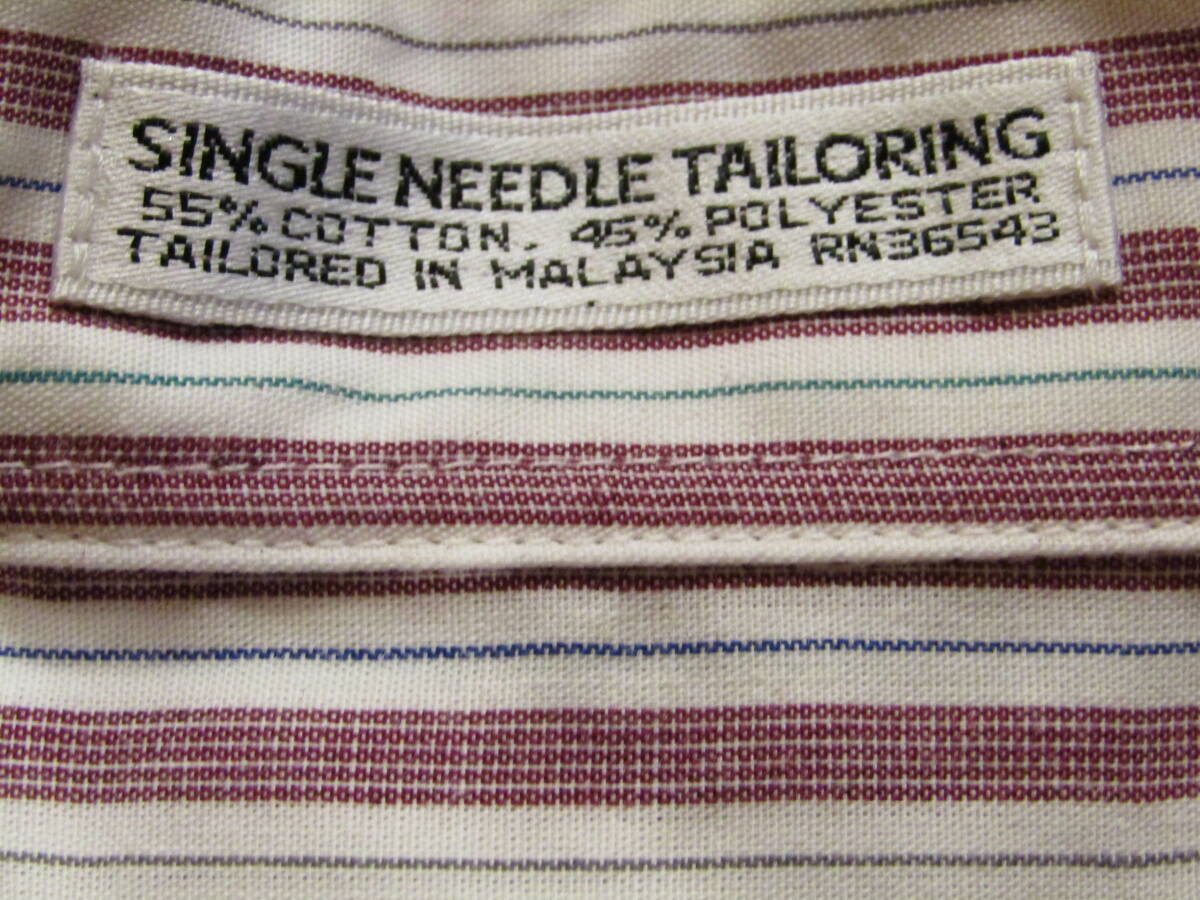 SINGLE NEEDLE TAILORING
55% COTTON. 45% POLYESTER
TAILORED IN MALAYSIA RN36543